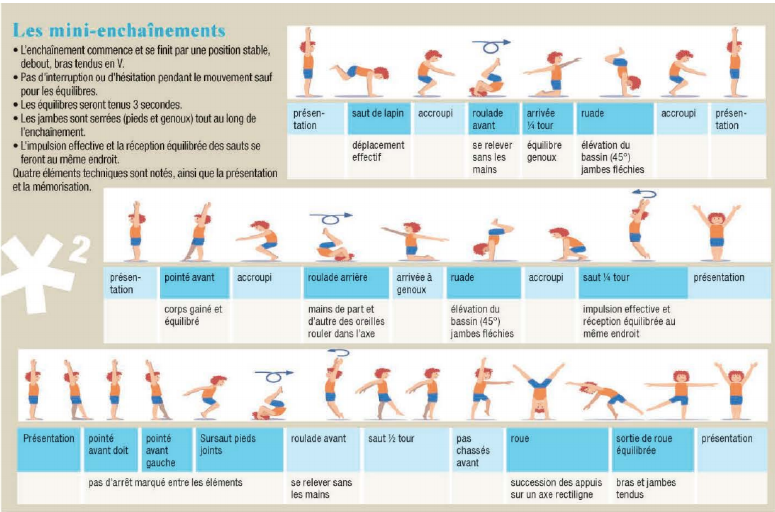 Les mini-enchaînements
• L'enchaînement commence et se finit par une position stable,
debout, bras tendus en V.
• Pas d'interruption ou d'hésitation pendant le mouvement sauf
pour les équilibres.
• Les équilibres seront tenus 3 secondes.
• Les jambes sont serrées (pieds et genoux) tout au long de
l'enchaînement.
• L'impulsion effective et la réception équilibrée des sauts se
feront au même endroit.
Quatre éléments techniques sont notés, ainsi que la présentation
et la mémorisation.
présen-
tation
saut de lapin
accroupi
roulade
avant
arrivée
¼ tour
ruade
accroupi
présen-
tation
déplacement
effectif
se relever
sans les
mains
équilibre
genoux
élévation du
bassin (45°)
jambes fléchies
2
présen-
tation
pointé avant
accroupi
roulade arrière
arrivée à
genoux
ruade
accroupi
saut ¼ tour
présentation
corps gainé et
équilibré
mains de part et
d'autre des oreilles
rouler dans l'axe
élévation du
bassin (45°)
jambes fléchies
impulsion effective et
réception équilibrée au
même endroit
Présentation
pointé
avant doit
pointé
avant
gauche
Sursaut pieds
joints
roulade avant
saut ½ tour
pas
chassés
avant
roue
sortie de roue
équilibrée
présentation
pas d'arrêt marqué entre les éléments
se relever sans
les mains
succession des appuis
sur un axe rectiligne
bras et jambes
tendus